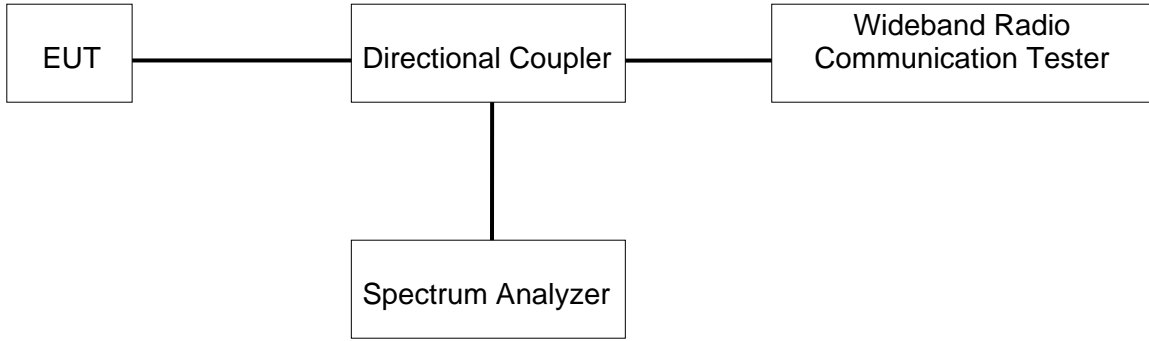 EUT
Directional Coupler
Wideband Radio
Communication Tester
Spectrum Analyzer